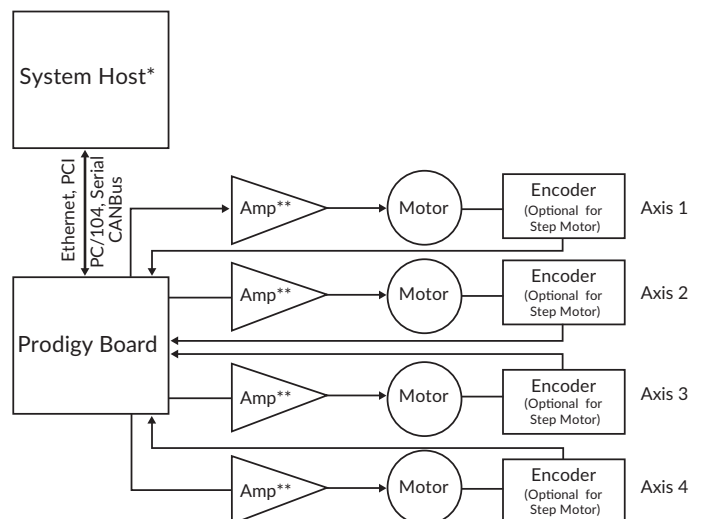 System Host*
Ethernet, PCI
PC/104, Serial
CANBus
Prodigy Board
Amp**
Motor
Encoder
(Optional for
Step Motor)
Axis 1
Amp**
Motor
Encoder
(Optional for
Step Motor)
Axis 2
Amp**
Motor
Encoder
(Optional for
Step Motor)
Axis 3
Amp**
Motor
Encoder
(Optional for
Step Motor)
Axis 4